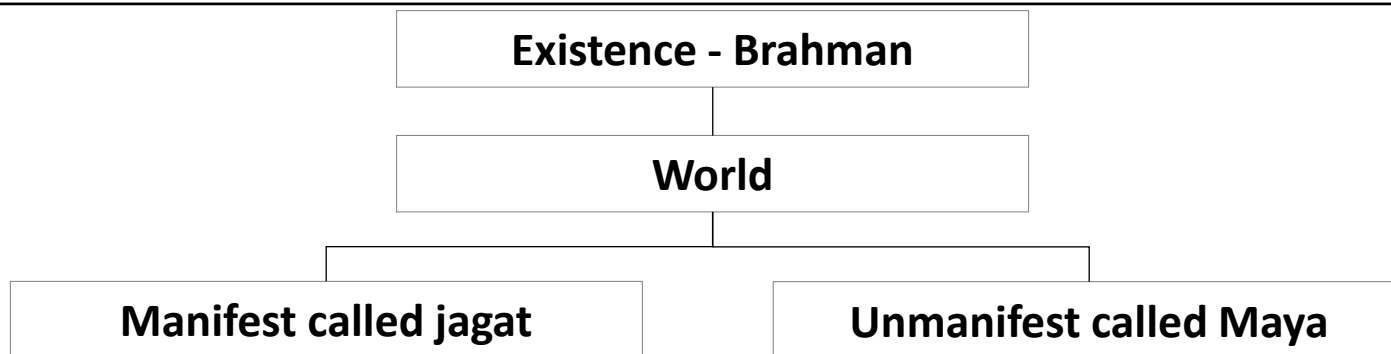 Existence - Brahman
World
Manifest called jagat
Unmanifest called Maya